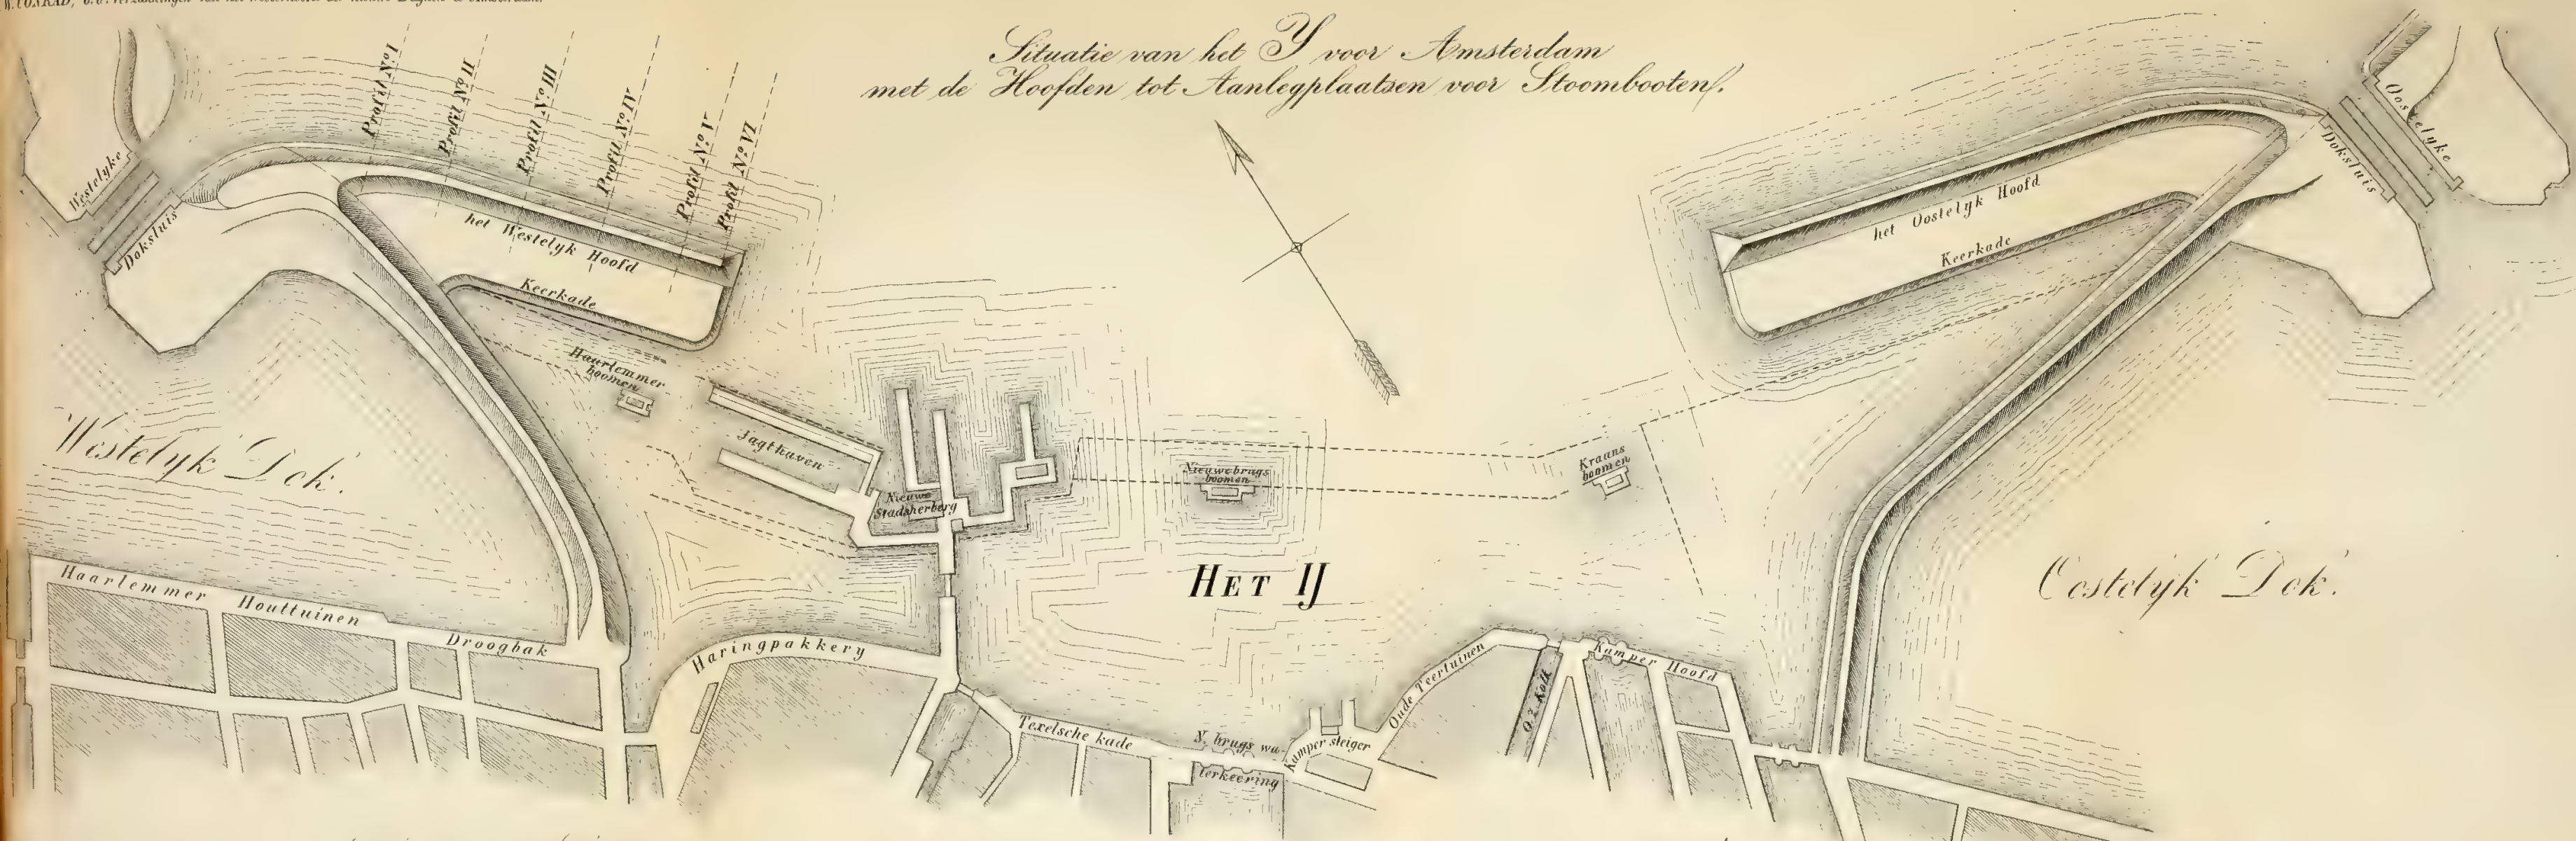 W. CONRAD,
Situatie van het Y voor Amsterdam
met de Hoofden tot Aanlegplaatsen voor Stoombooten.
Profil Nº I
Profil Nº II
Profil Nº III
Profil Nº IV
Profil Nº V
Profil Nº VI
Westelyke
Doksluis
het Westelyk Hoofd
Keerkade
Oostelyke
Doksluis
het Oostelyk Hoofd
Keerkade
Haarlemmer
boomen
Jagthaven
Nieuwe
Stadsherberg
Nieuwebrugs
boomen
Kraans
boomen
Westelyk Dok.
HET IJ
Oostelyk Dok.
Haarlemmer Houttuinen
Droogbak
Haringpakkery
Texelsche kade
N. brugs wa-
terkeering
Kamper steiger
Oude Teertuinen
O.Z. Kolk
Kamper Hoofd